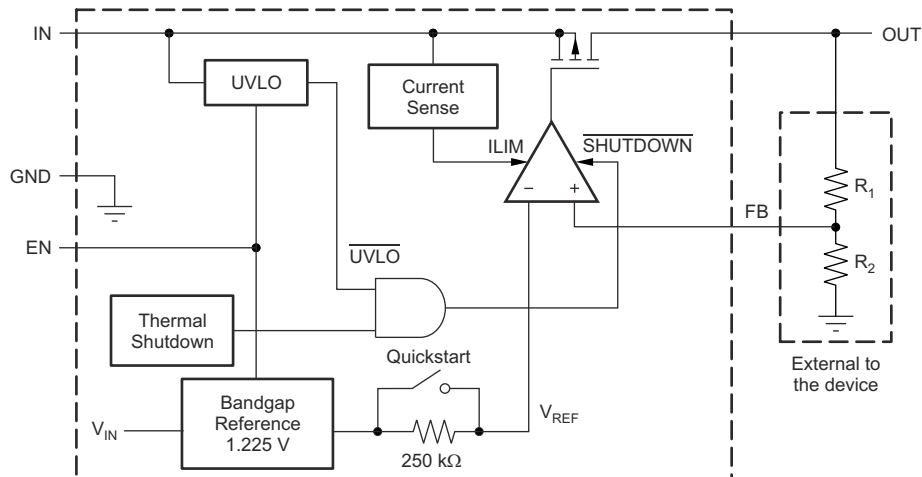 IN
OUT
UVLO
Current
Sense
ILIM
SHUTDOWN
GND
R1
FB
EN
UVLO
R2
Thermal
Shutdown
Quickstart
External to
the device
Bandgap
Reference
1.225 V
VIN
VREF
250 kΩ
− +